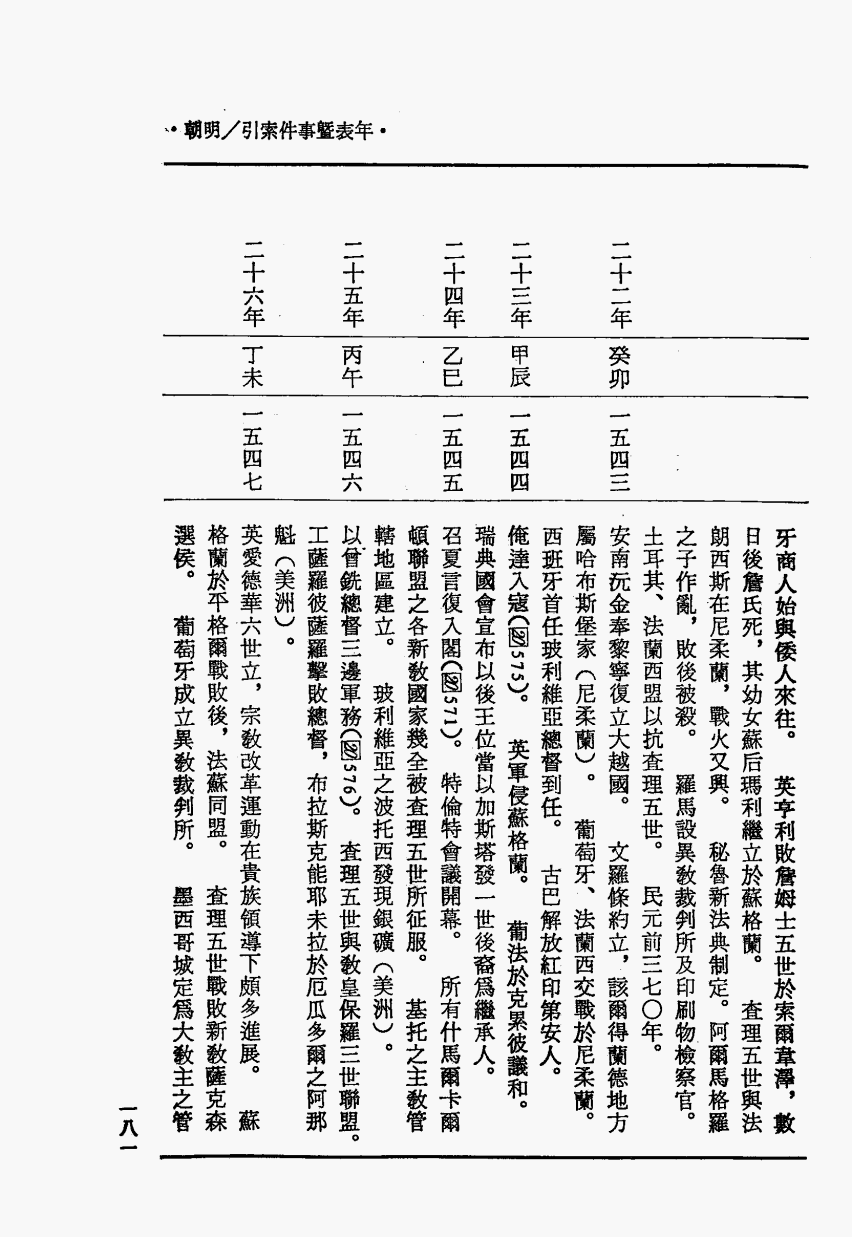 •年表暨事件索引／明朝•
牙商人始與倭人來往。　英亨利敗詹姆士五世於索爾韋澤，數
日後詹氏死，其幼女蘇后瑪利繼立於蘇格蘭。　查理五世與法
朗西斯在尼柔蘭，戰火又興。　秘魯新法典制定。阿爾馬格羅
之子作亂，敗後被殺。　羅馬設異教裁判所及印刷物檢察官。
土耳其、法蘭西盟以抗查理五世。　民元前三七〇年。
二十二年　癸卯　一五四三　安南沅金奉黎寧復立大越國。　文羅條約立，該爾得蘭德地方
屬哈布斯堡家（尼柔蘭）。　葡萄牙、法蘭西交戰於尼柔蘭。
西班牙首任玻利維亞總督到任。　古巴解放紅印第安人。
二十三年　甲辰　一五四四　俺達入寇(㉒575)。　英軍侵蘇格蘭。　葡法於克累彼議和。
瑞典國會宣布以後王位當以加斯塔發一世後裔爲繼承人。
二十四年　乙巳　一五四五　召夏言復入閣(㉒571)。　特倫特會議開幕。　所有什馬爾卡爾
頓聯盟之各新教國家幾全被查理五世所征服。　基托之主教管
轄地區建立。　玻利維亞之波托西發現銀礦（美洲）。
二十五年　丙午　一五四六　以曾銑總督三邊軍務(㉒576)。　查理五世與教皇保羅三世聯盟。
工薩羅彼薩羅擊敗總督，布拉斯克能耶未拉於厄瓜多爾之阿那
魁（美洲）。
二十六年　丁未　一五四七　英愛德華六世立，宗教改革運動在貴族領導下頗多進展。　蘇
格蘭於平格爾戰敗後，法蘇同盟。　查理五世戰敗新教薩克森
選侯。　葡萄牙成立異教裁判所。　墨西哥城定爲大教主之管
一八一